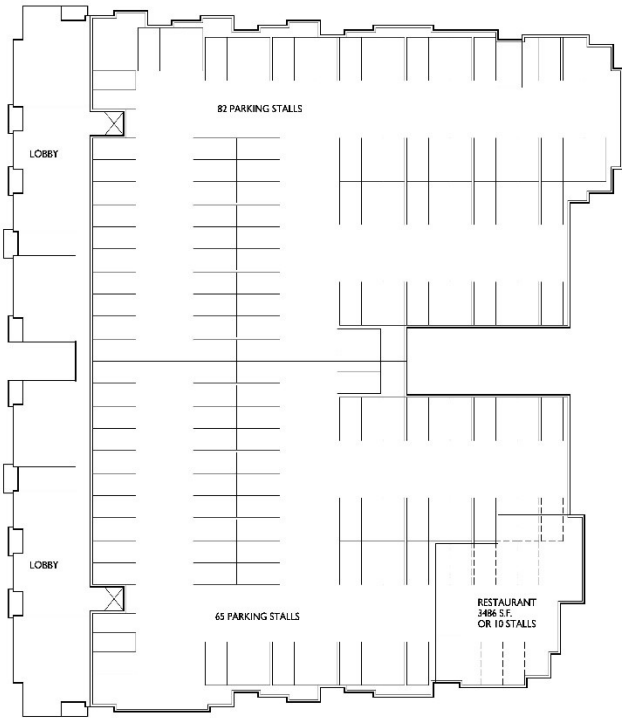 82 PARKING STALLS
LOBBY
LOBBY
RESTAURANT
3486 S.F.
OR 10 STALLS
65 PARKING STALLS